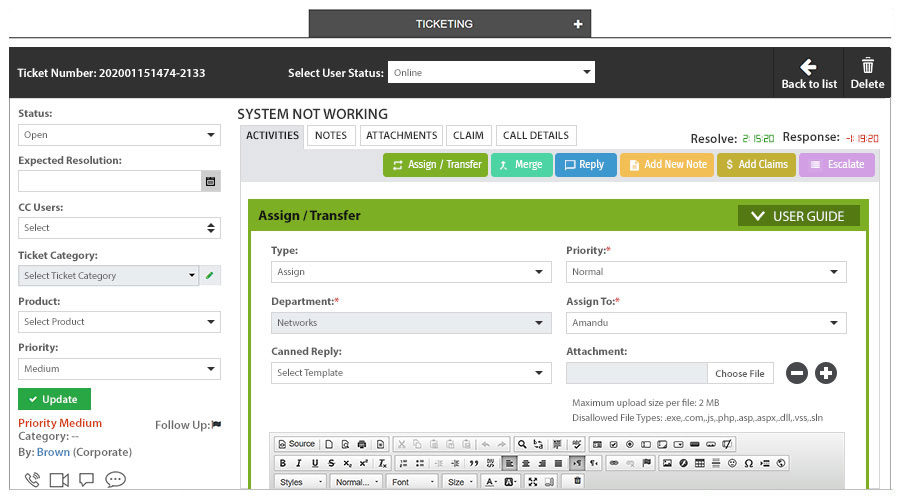 TICKETING +
Ticket Number: 202001151474-2133 Select User Status: Online Back to list Delete
SYSTEM NOT WORKING
ACTIVITIES NOTES ATTACHMENTS CLAIM CALL DETAILS
Resolve: 2:15:20 Response: -1:19:20
Assign / Transfer Merge Reply Add New Note $ Add Claims Escalate
Status:
Open
Expected Resolution:
CC Users:
Select
Ticket Category:
Select Ticket Category
Product:
Select Product
Priority:
Medium
Update
Priority Medium Follow Up:
Category: --
By: Brown (Corporate)
Assign / Transfer USER GUIDE
Type: Priority:*
Assign Normal
Department:* Assign To:*
Networks Amandu
Canned Reply: Attachment:
Select Template Choose File
Maximum upload size per file: 2 MB
Disallowed File Types: .exe,.com,.js,.php,.asp,.aspx,.dll,.vss,.sln
Source
B I U S x₂ x² Tx
Styles Normal... Font Size A A